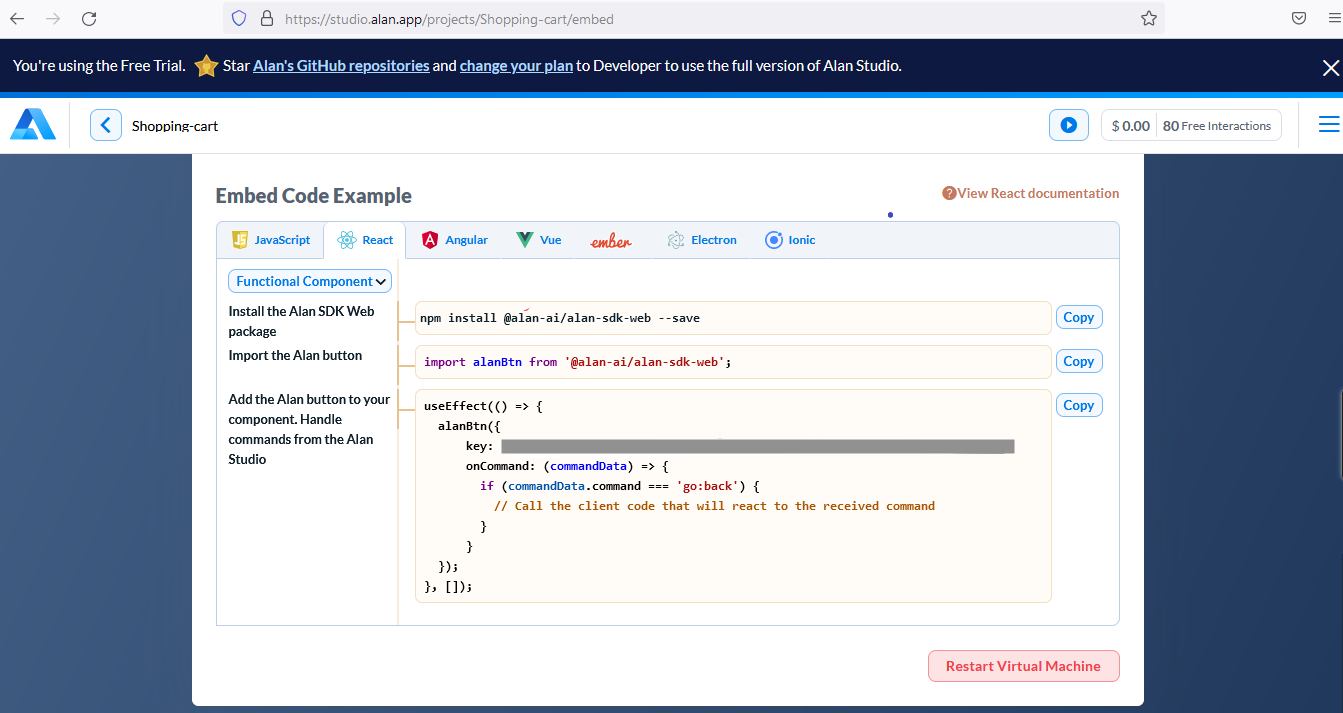 https://studio.alan.app/projects/Shopping-cart/embed
You're using the Free Trial. Star Alan's GitHub repositories and change your plan to Developer to use the full version of Alan Studio.
Shopping-cart
$ 0.00 80 Free Interactions
Embed Code Example
?View React documentation
JS JavaScript React A Angular Vue ember Electron Ionic
Functional Component
Install the Alan SDK Web
package
npm install @alan-ai/alan-sdk-web --save
Copy
Import the Alan button
import alanBtn from '@alan-ai/alan-sdk-web';
Copy
Add the Alan button to your
component. Handle
commands from the Alan
Studio
useEffect(() => {
alanBtn({
key:
onCommand: (commandData) => {
if (commandData.command === 'go:back') {
// Call the client code that will react to the received command
}
}
});
}, []);
Copy
Restart Virtual Machine